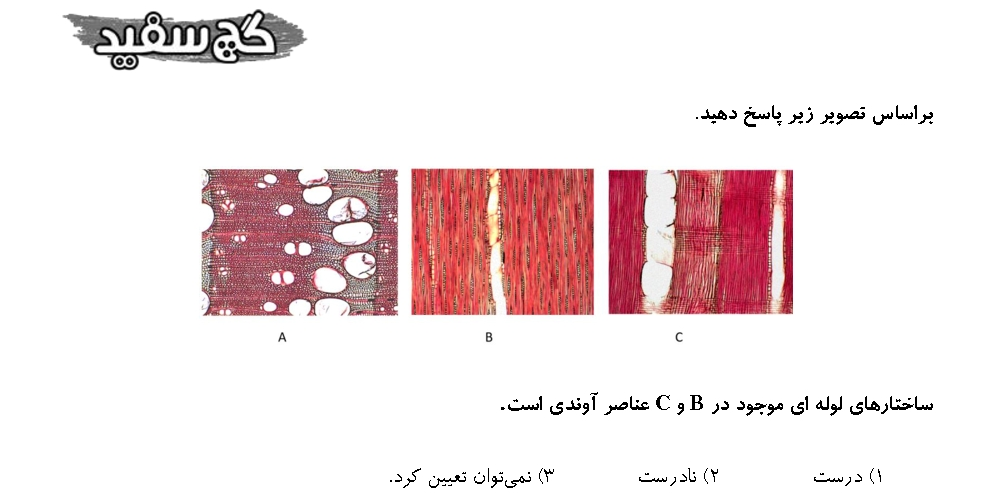 گچ سفید
براساس تصویر زیر پاسخ دهید.
A B C
ساختارهای لوله ای موجود در B و C عناصر آوندی است.
۱) درست ۲) نادرست ۳) نمی‌توان تعیین کرد.